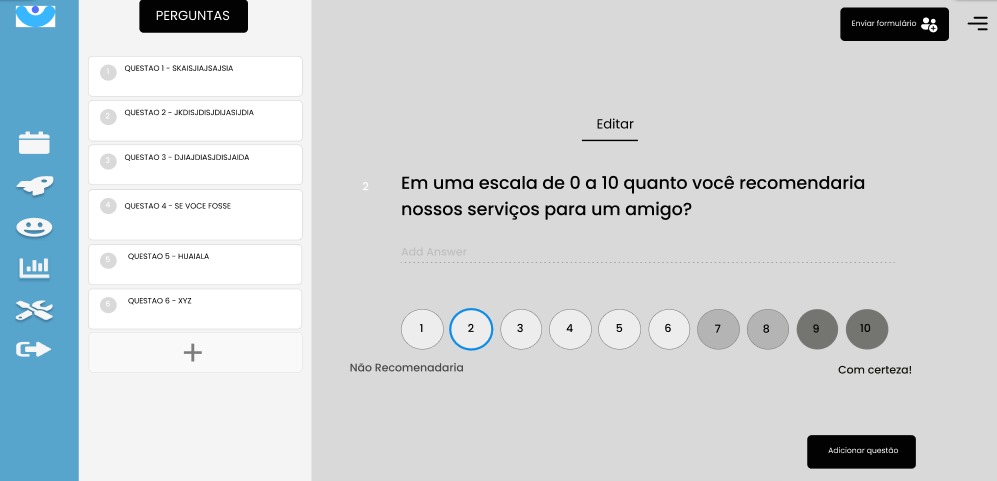 PERGUNTAS
1
QUESTAO 1 - SKAISJIAJSAJSIA
2
QUESTAO 2 - JKDISJDISJDIJASIJDIA
3
QUESTAO 3 - DJIAJDIASJDISJAIDA
4
QUESTAO 4 - SE VOCE FOSSE
5
QUESTAO 5 - HUAIALA
6
QUESTAO 6 - XYZ
Enviar formulário
Editar
2
Em uma escala de 0 a 10 quanto você recomendaria
nossos serviços para um amigo?
Add Answer
1 2 3 4 5 6 7 8 9 10
Não Recomenadaria
Com certeza!
Adicionar questão